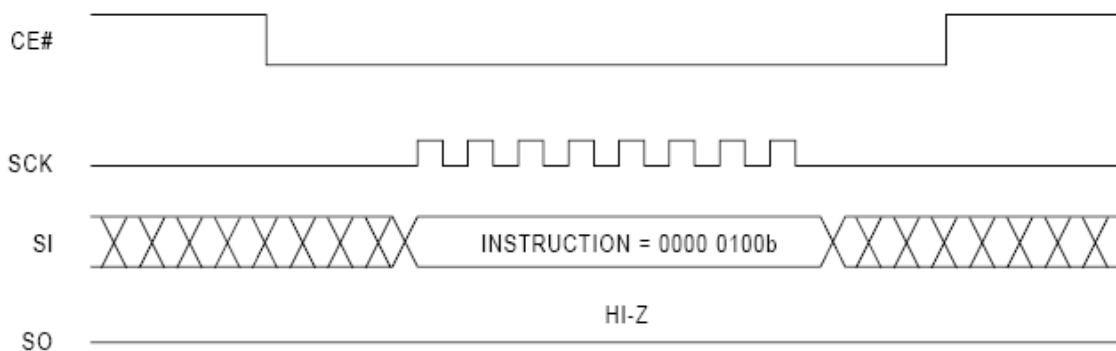 CE#
SCK
SI
INSTRUCTION = 0000 0100b
HI-Z
SO